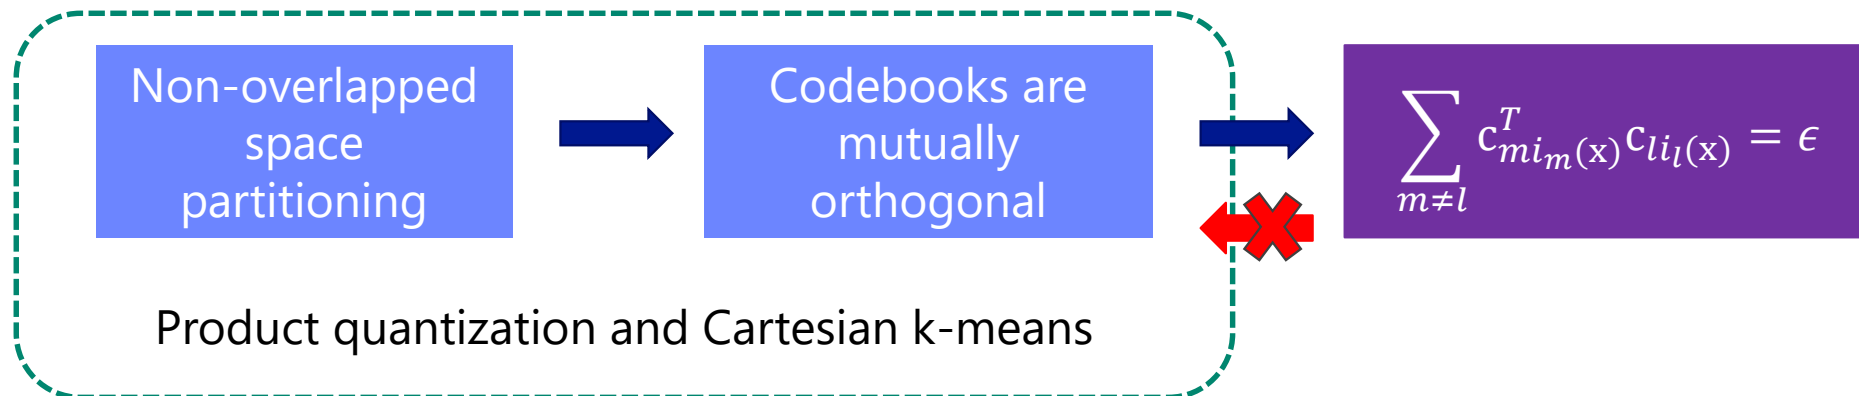 Non-overlapped
space
partitioning
Codebooks are
mutually
orthogonal
∑_{m≠l} c^T_{mi_m(x)} c_{li_l(x)} = ϵ
Product quantization and Cartesian k-means